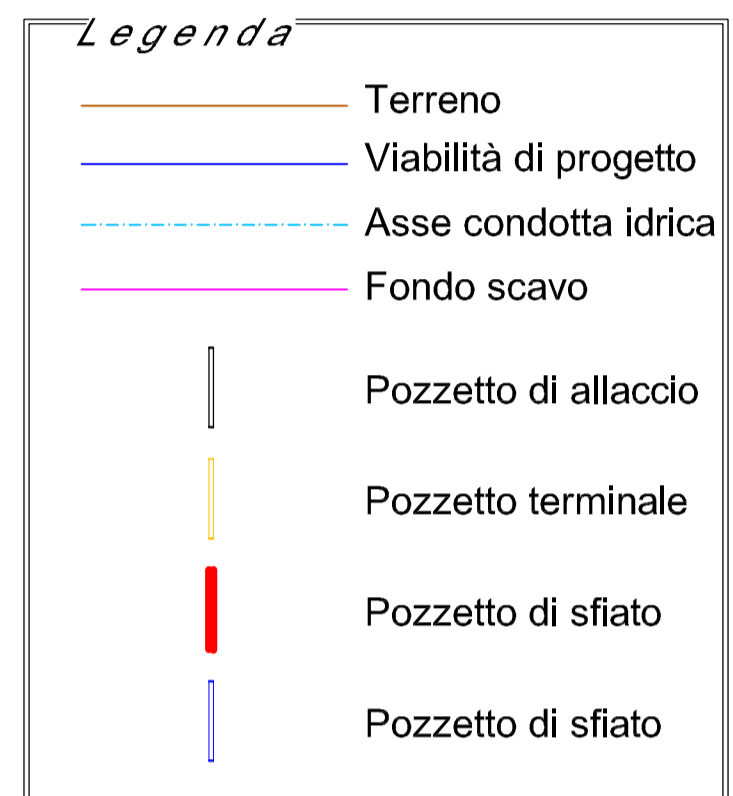 Legenda
Terreno
Viabilità di progetto
Asse condotta idrica
Fondo scavo
Pozzetto di allaccio
Pozzetto terminale
Pozzetto di sfiato
Pozzetto di sfiato